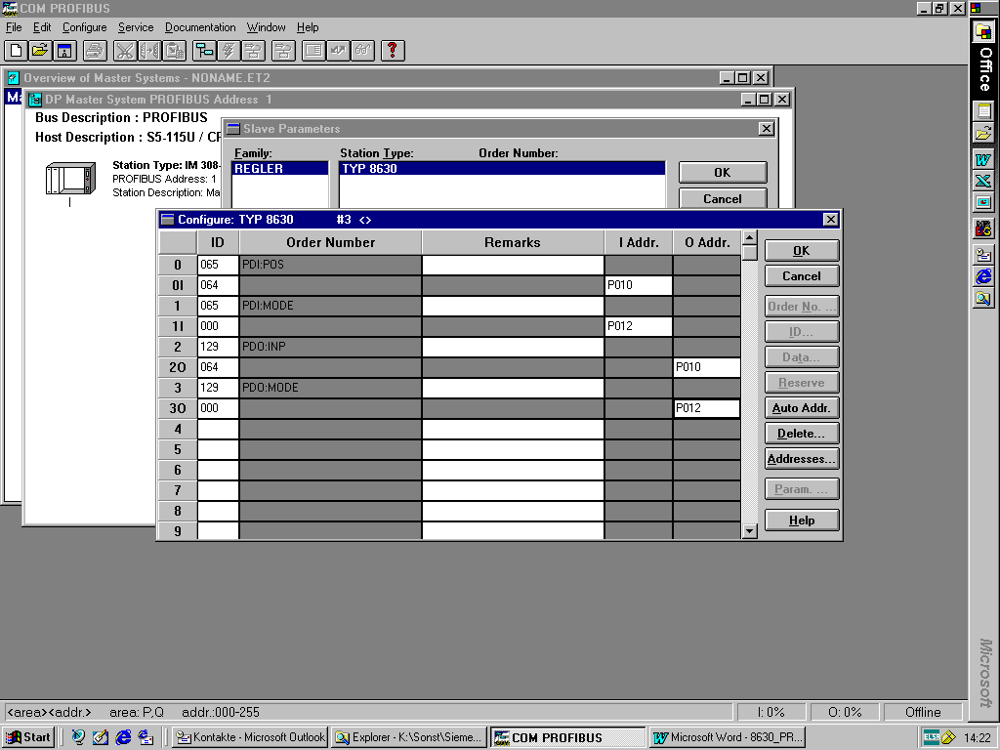 COM PROFIBUS
File Edit Configure Service Documentation Window Help
Overview of Master Systems - NONAME.ET2
Ma
DP Master System PROFIBUS Address 1
Bus Description : PROFIBUS
Host Description : S5-115U / CF
Station Type: IM 308-
PROFIBUS Address: 1
Station Description: Ma
Slave Parameters
Family: Station Type: Order Number:
REGLER TYP 8630
OK
Cancel
Configure: TYP 8630 #3 <>
ID Order Number Remarks I Addr. O Addr.
0 065 PDI:POS
0I 064 P010
1 065 PDI:MODE
1I 000 P012
2 129 PDO:INP
2O 064 P010
3 129 PDO:MODE
3O 000 P012
4
5
6
7
8
9
OK
Cancel
Order No. ...
ID...
Data...
Reserve
Auto Addr.
Delete...
Addresses...
Param. ...
Help
Office
Microsoft
<area><addr.> area: P,Q addr.:000-255 I: 0% O: 0% Offline
Start Kontakte - Microsoft Outlook Explorer - K:\Sonst\Sieme... COM PROFIBUS Microsoft Word - 8630_PR... ELSA 14:22